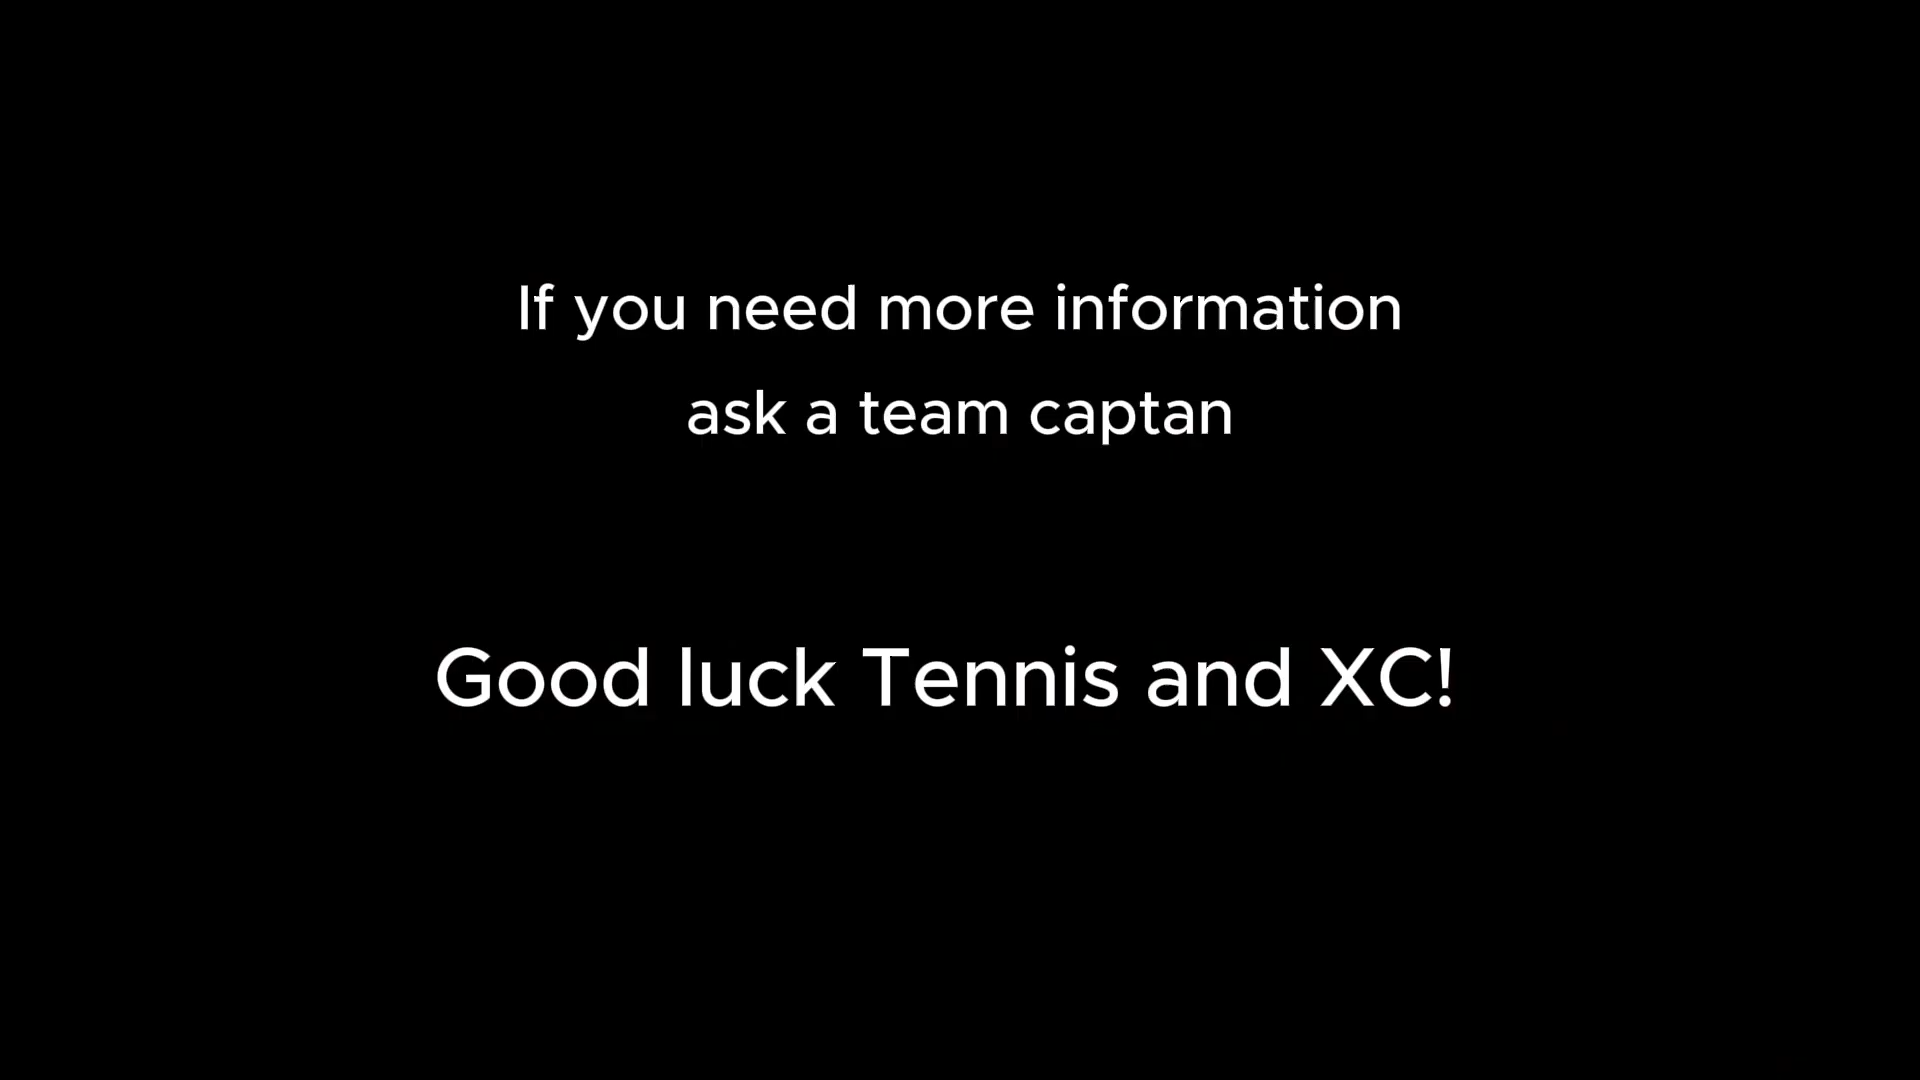 If you need more information
ask a team captan
Good luck Tennis and XC!